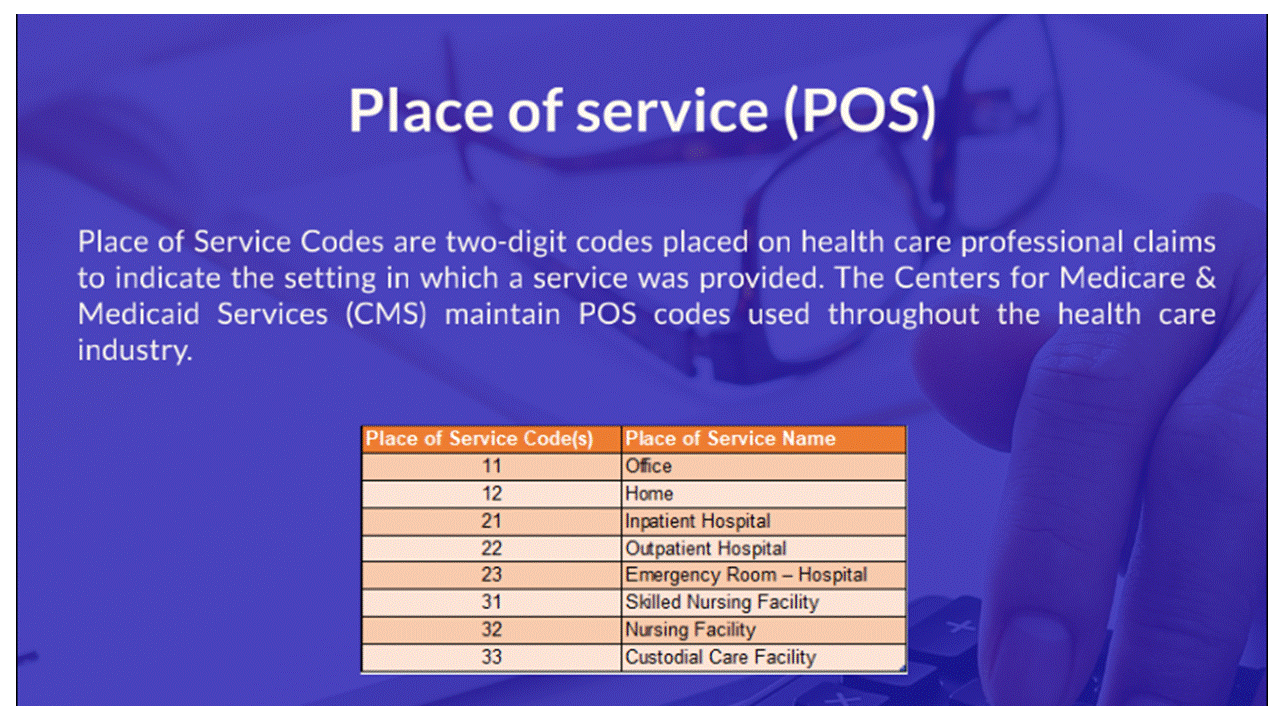 Place of service (POS)
Place of Service Codes are two-digit codes placed on health care professional claims
to indicate the setting in which a service was provided. The Centers for Medicare &
Medicaid Services (CMS) maintain POS codes used throughout the health care
industry.
Place of Service Code(s) Place of Service Name
11 Office
12 Home
21 Inpatient Hospital
22 Outpatient Hospital
23 Emergency Room – Hospital
31 Skilled Nursing Facility
32 Nursing Facility
33 Custodial Care Facility